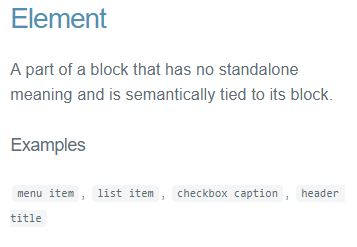 Element
A part of a block that has no standalone
meaning and is semantically tied to its block.
Examples
menu item, list item, checkbox caption, header
title